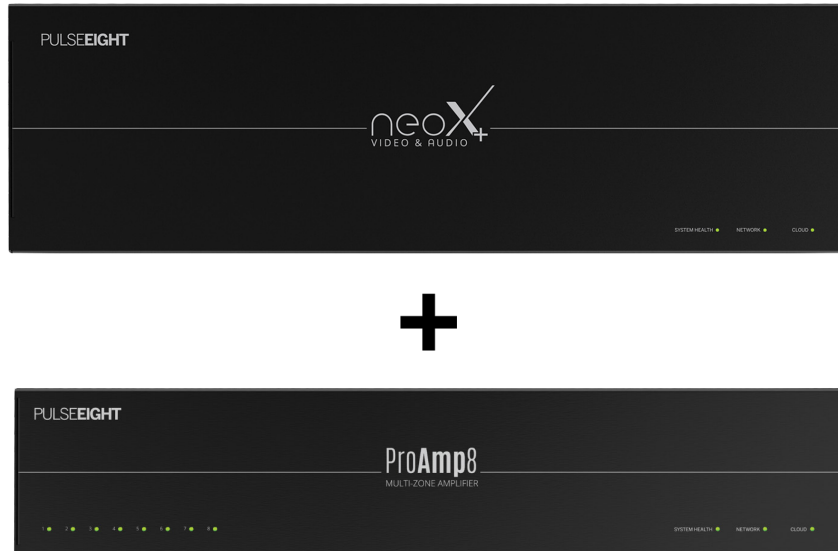 PULSEEIGHT
neoX+
VIDEO & AUDIO
SYSTEM HEALTH NETWORK CLOUD
+
PULSEEIGHT
ProAmp8
MULTI-ZONE AMPLIFIER
1 2 3 4 5 6 7 8 SYSTEM HEALTH NETWORK CLOUD